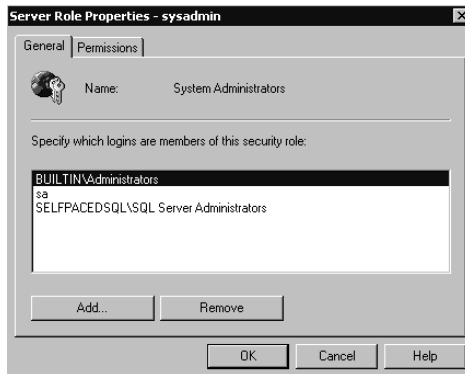 Server Role Properties - sysadmin
General Permissions
Name: System Administrators
Specify which logins are members of this security role:
BUILTIN\Administrators
sa
SELFPACEDSQL\SQL Server Administrators
Add... Remove
OK Cancel Help